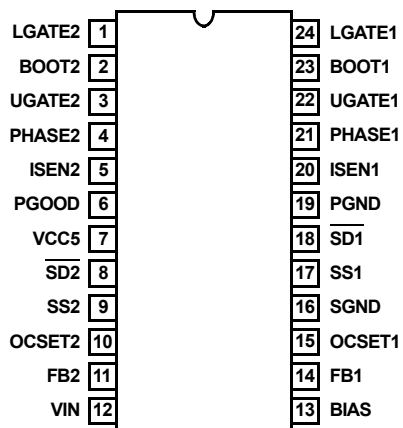 LGATE2 1 24 LGATE1
BOOT2 2 23 BOOT1
UGATE2 3 22 UGATE1
PHASE2 4 21 PHASE1
ISEN2 5 20 ISEN1
PGOOD 6 19 PGND
VCC5 7 18 S̅D̅1̅
S̅D̅2̅ 8 17 SS1
SS2 9 16 SGND
OCSET2 10 15 OCSET1
FB2 11 14 FB1
VIN 12 13 BIAS